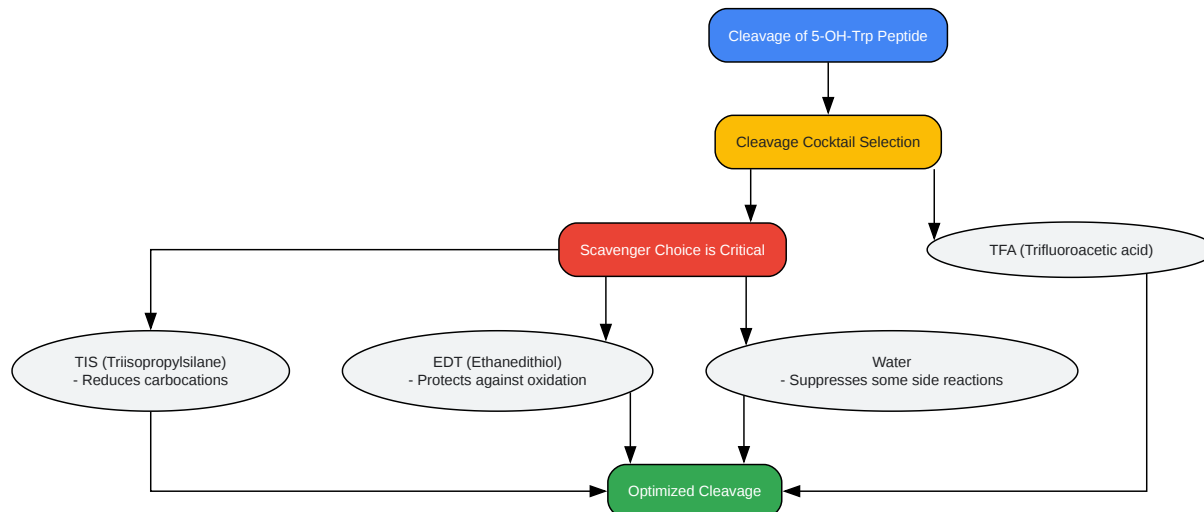 Cleavage of 5-OH-Trp Peptide
Cleavage Cocktail Selection
Scavenger Choice is Critical
TFA (Trifluoroacetic acid)
TIS (Triisopropylsilane)
- Reduces carbocations
EDT (Ethanedithiol)
- Protects against oxidation
Water
- Suppresses some side reactions
Optimized Cleavage